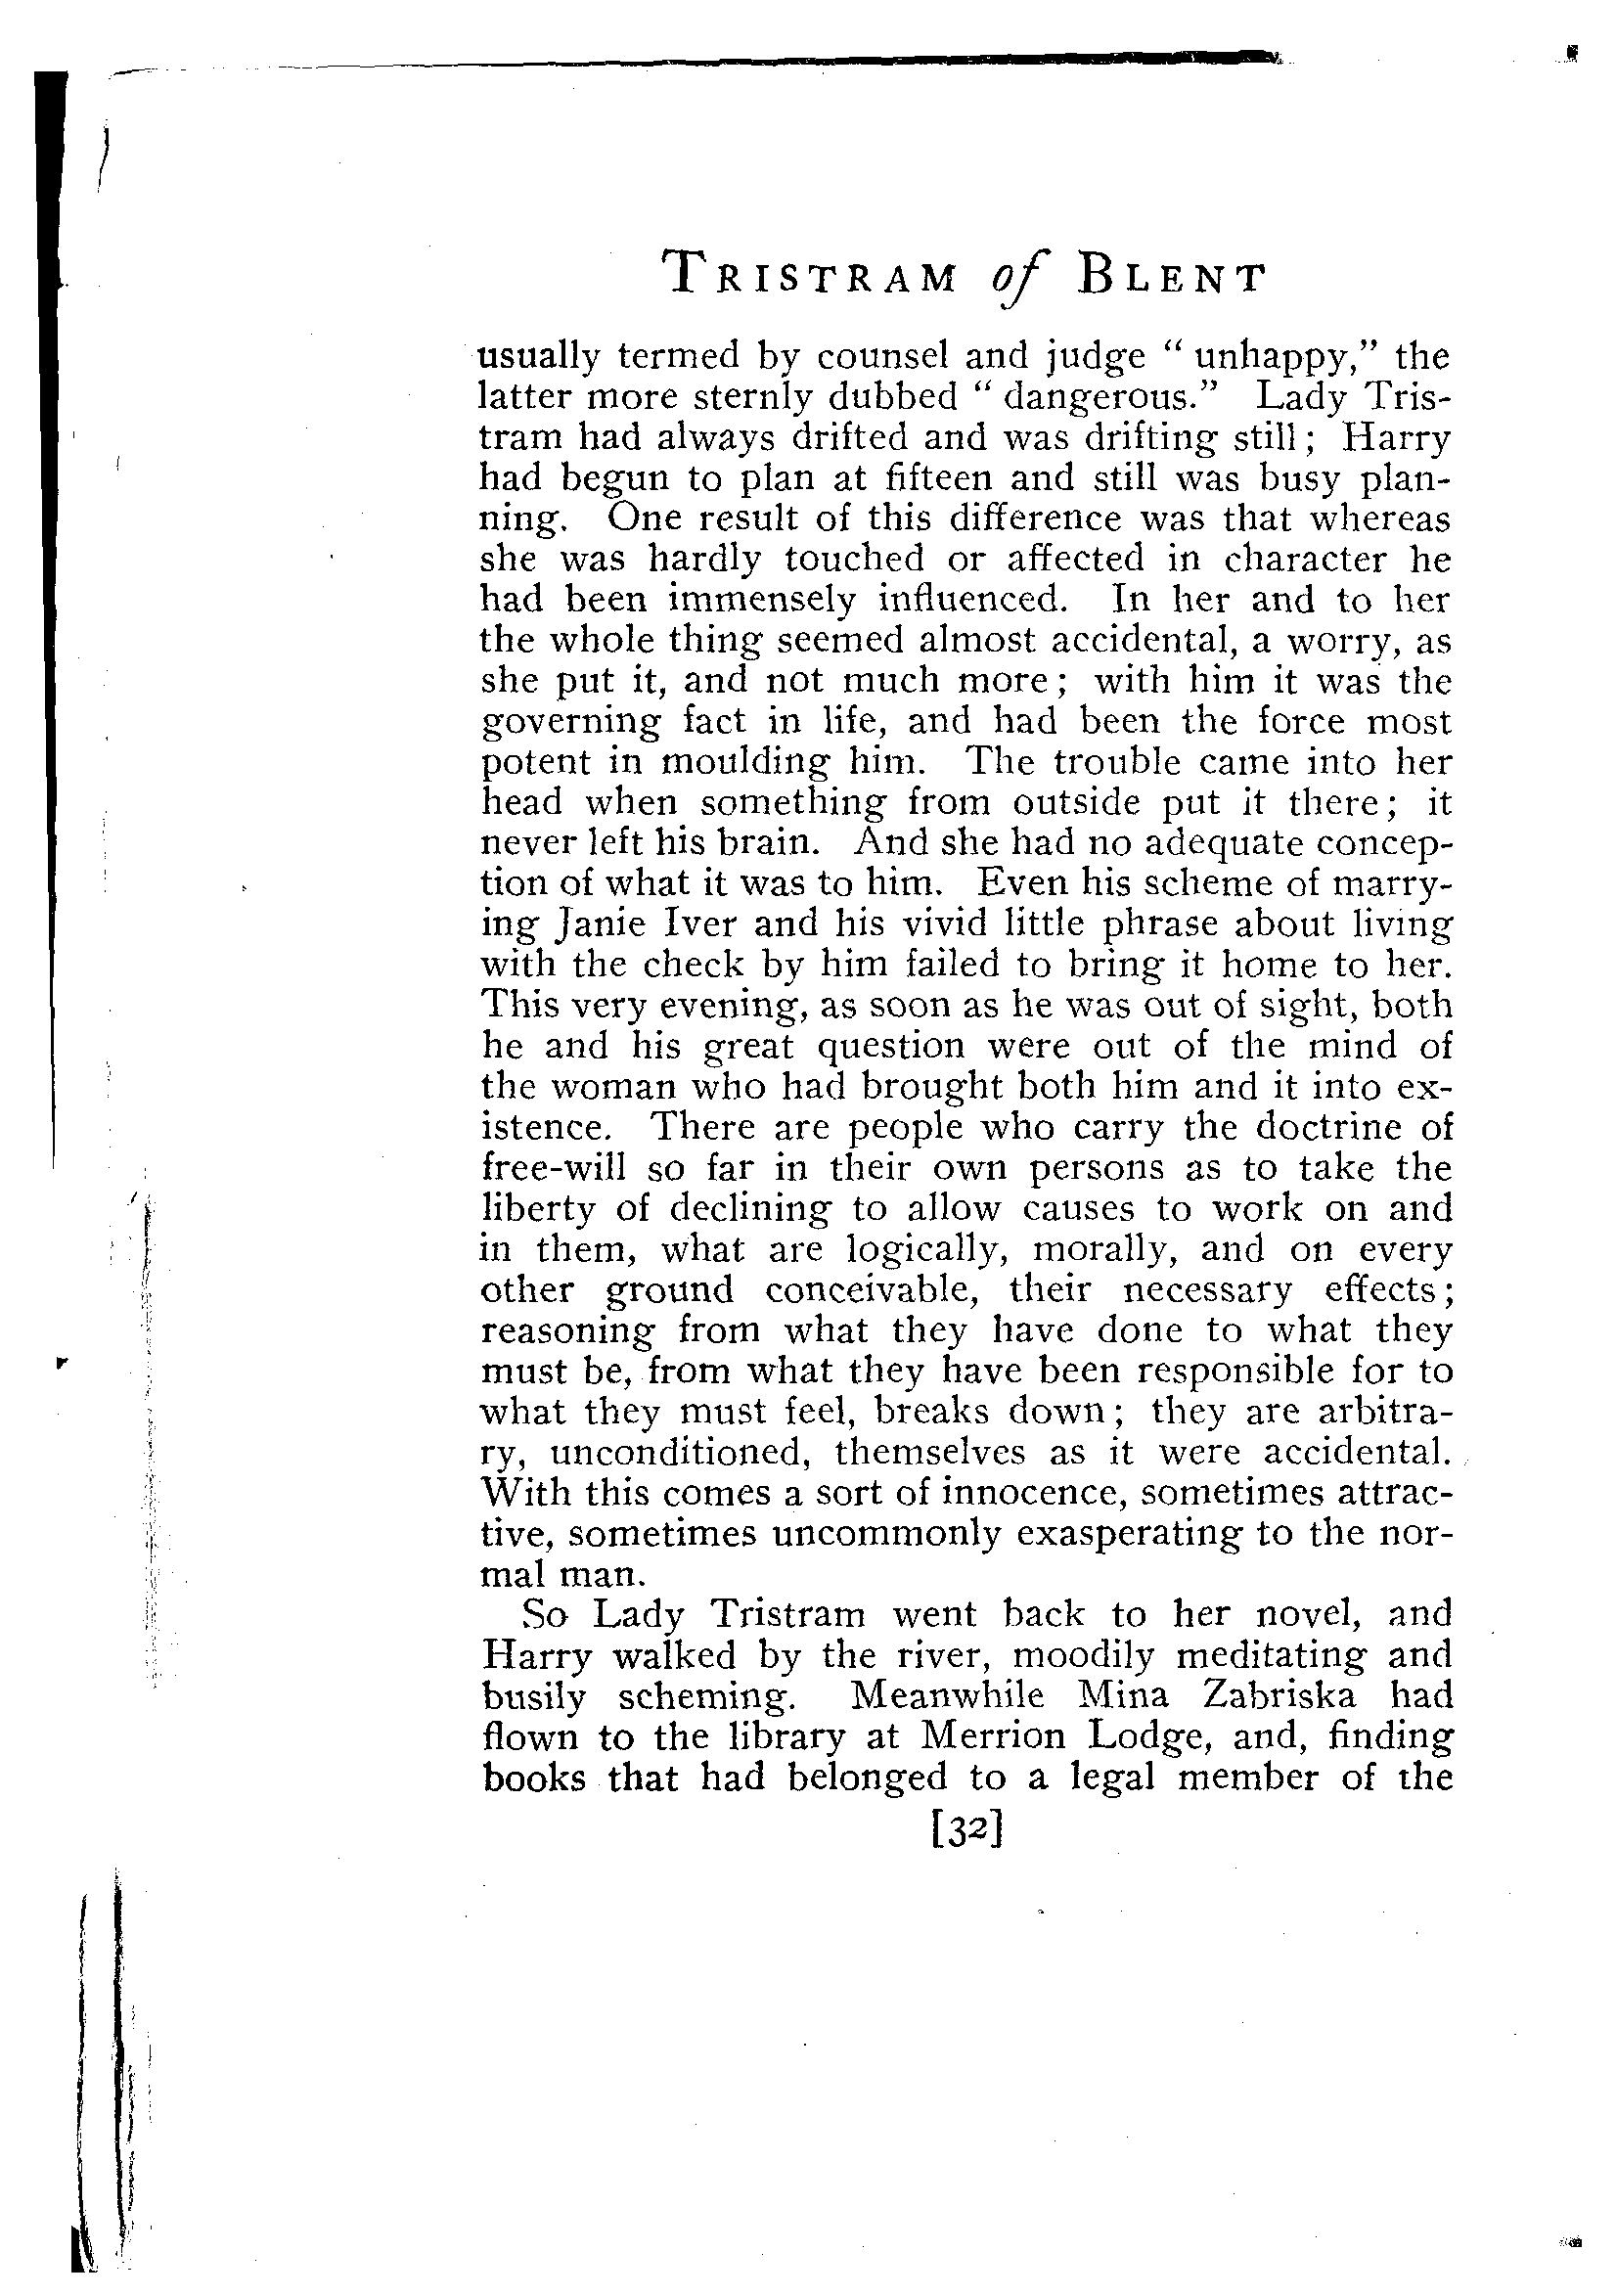 TRISTRAM of BLENT
usually termed by counsel and judge “ unhappy,” the
latter more sternly dubbed “ dangerous.” Lady Tris-
tram had always drifted and was drifting still; Harry
had begun to plan at fifteen and still was busy plan-
ning. One result of this difference was that whereas
she was hardly touched or affected in character he
had been immensely influenced. In her and to her
the whole thing seemed almost accidental, a worry, as
she put it, and not much more; with him it was the
governing fact in life, and had been the force most
potent in moulding him. The trouble came into her
head when something from outside put it there; it
never left his brain. And she had no adequate concep-
tion of what it was to him. Even his scheme of marry-
ing Janie Iver and his vivid little phrase about living
with the check by him failed to bring it home to her.
This very evening, as soon as he was out of sight, both
he and his great question were out of the mind of
the woman who had brought both him and it into ex-
istence. There are people who carry the doctrine of
free-will so far in their own persons as to take the
liberty of declining to allow causes to work on and
in them, what are logically, morally, and on every
other ground conceivable, their necessary effects;
reasoning from what they have done to what they
must be, from what they have been responsible for to
what they must feel, breaks down; they are arbitra-
ry, unconditioned, themselves as it were accidental.
With this comes a sort of innocence, sometimes attrac-
tive, sometimes uncommonly exasperating to the nor-
mal man.
So Lady Tristram went back to her novel, and
Harry walked by the river, moodily meditating and
busily scheming. Meanwhile Mina Zabriska had
flown to the library at Merrion Lodge, and, finding
books that had belonged to a legal member of the
[32]